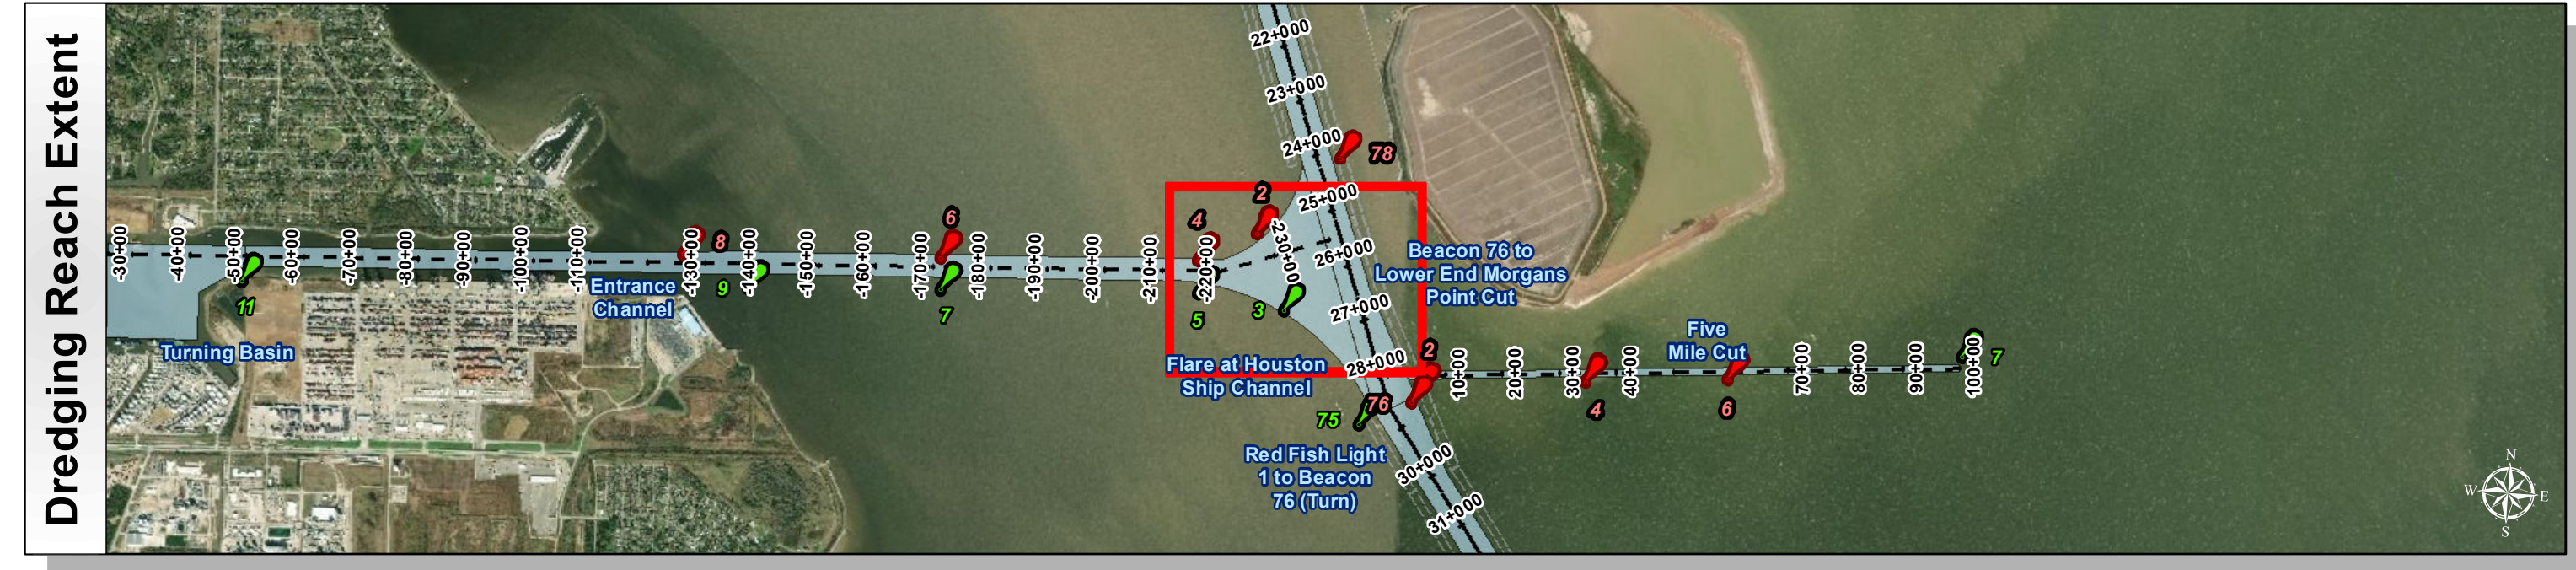 Dredging Reach Extent
22+000
23+000
24+000
78
25+000
2
4
-230+00
26+000
Beacon 76 to
Lower End Morgans
Point Cut
27+000
28+000
-30+00
-40+00
-50+00
-60+00
-70+00
-80+00
-90+00
-100+00
-110+00
-130+00
8
-140+00
-150+00
-160+00
6
-170+00
-180+00
-190+00
-200+00
-210+00
-220+00
11
Entrance
Channel
9
7
5
3
Turning Basin
Flare at Houston
Ship Channel
2
10+00
20+00
30+00
40+00
Five
Mile Cut
70+00
80+00
90+00
100+00
7
4
6
76
75
Red Fish Light
1 to Beacon
76 (Turn)
30+000
31+000
N
W
E
S